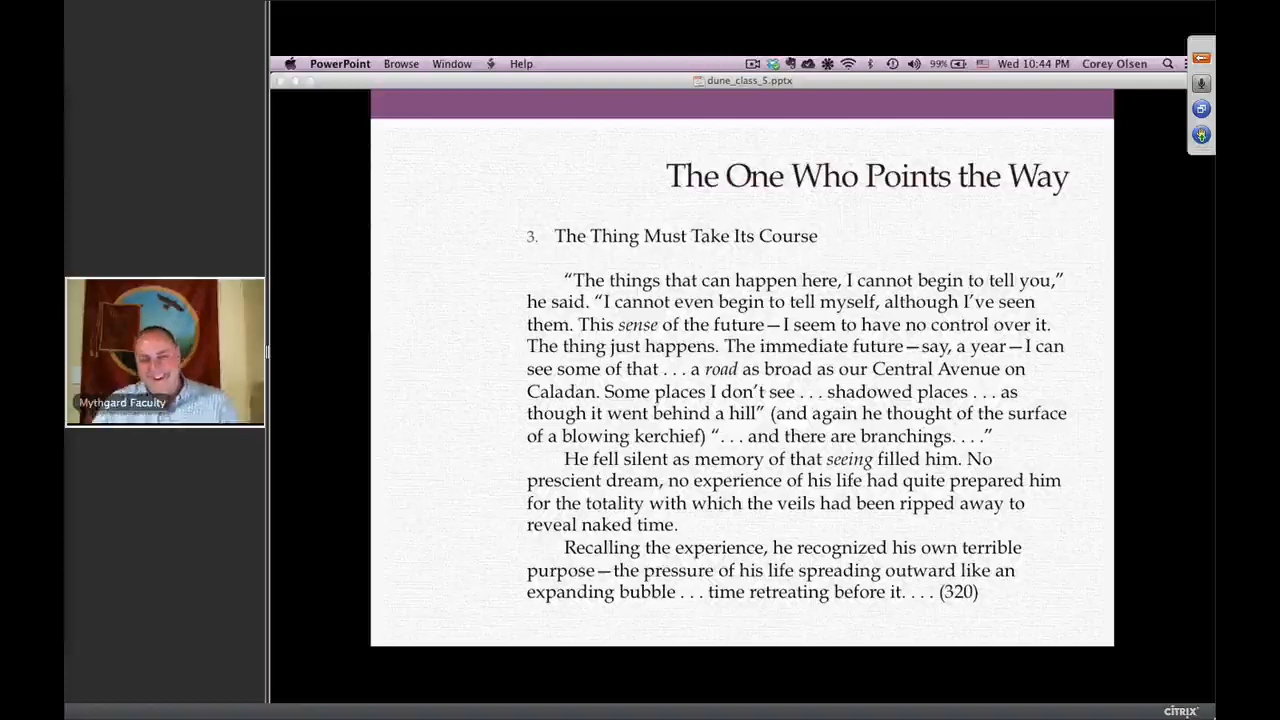 PowerPoint Browse Window Help 99% Wed 10:44 PM Corey Olsen
dune_class_5.pptx
The One Who Points the Way
3. The Thing Must Take Its Course
“The things that can happen here, I cannot begin to tell you,”
he said. “I cannot even begin to tell myself, although I’ve seen
them. This sense of the future—I seem to have no control over it.
The thing just happens. The immediate future—say, a year—I can
see some of that . . . a road as broad as our Central Avenue on
Caladan. Some places I don’t see . . . shadowed places . . . as
though it went behind a hill” (and again he thought of the surface
of a blowing kerchief) “. . . and there are branchings. . . .”
He fell silent as memory of that seeing filled him. No
prescient dream, no experience of his life had quite prepared him
for the totality with which the veils had been ripped away to
reveal naked time.
Recalling the experience, he recognized his own terrible
purpose—the pressure of his life spreading outward like an
expanding bubble . . . time retreating before it. . . . (320)
Mythgard Faculty
CİTRIX